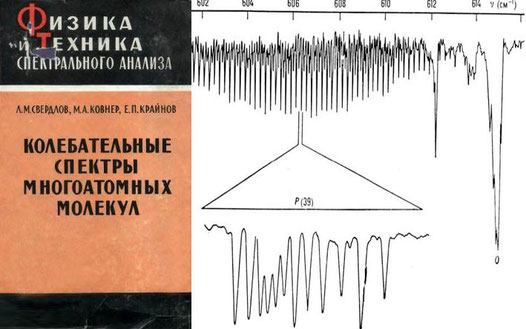 ФИЗИКА
и ТЕХНИКА
СПЕКТРАЛЬНОГО АНАЛИЗА
Л.М.СВЕРДЛОВ, М.А.КОВНЕР, Е.П.КРАЙНОВ
КОЛЕБАТЕЛЬНЫЕ
СПЕКТРЫ
МНОГОАТОМНЫХ
МОЛЕКУЛ
602 604 606 608 610 612 614 ν (см⁻¹)
P(39)
Q